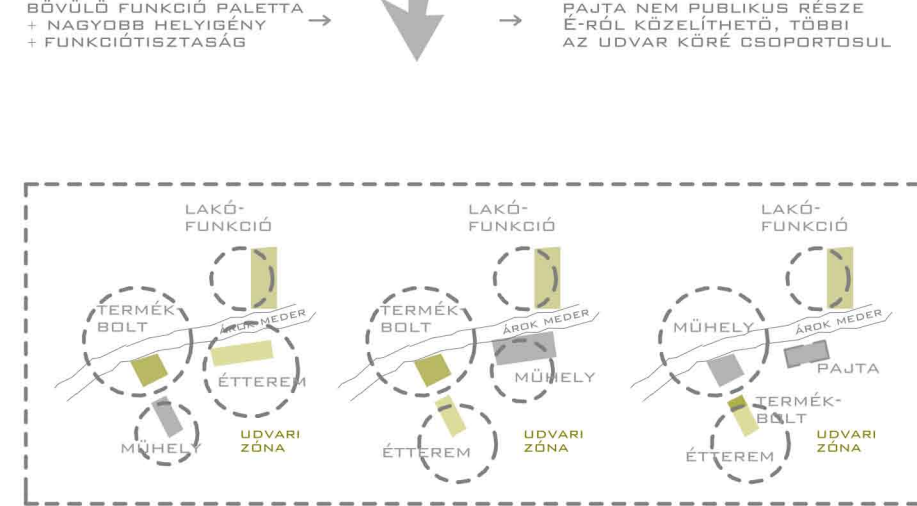 BŐVÜLŐ FUNKCIÓ PALETTA
+ NAGYOBB HELYIGÉNY →
+ FUNKCIÓTISZTASÁG
→ PAJTA NEM PUBLIKUS RÉSZE
É-RÓL KÖZELÍTHETŐ, TÖBBI
AZ UDVAR KÖRÉ CSOPORTOSUL
LAKÓ-
FUNKCIÓ
TERMÉK-
BOLT
ÁROK MEDER
ÉTTEREM
MŰHELY
UDVARI
ZÓNA
LAKÓ-
FUNKCIÓ
TERMÉK-
BOLT
ÁROK MEDER
MŰHELY
ÉTTEREM
UDVARI
ZÓNA
LAKÓ-
FUNKCIÓ
MŰHELY
ÁROK MEDER
PAJTA
TERMÉK-
BOLT
ÉTTEREM
UDVARI
ZÓNA